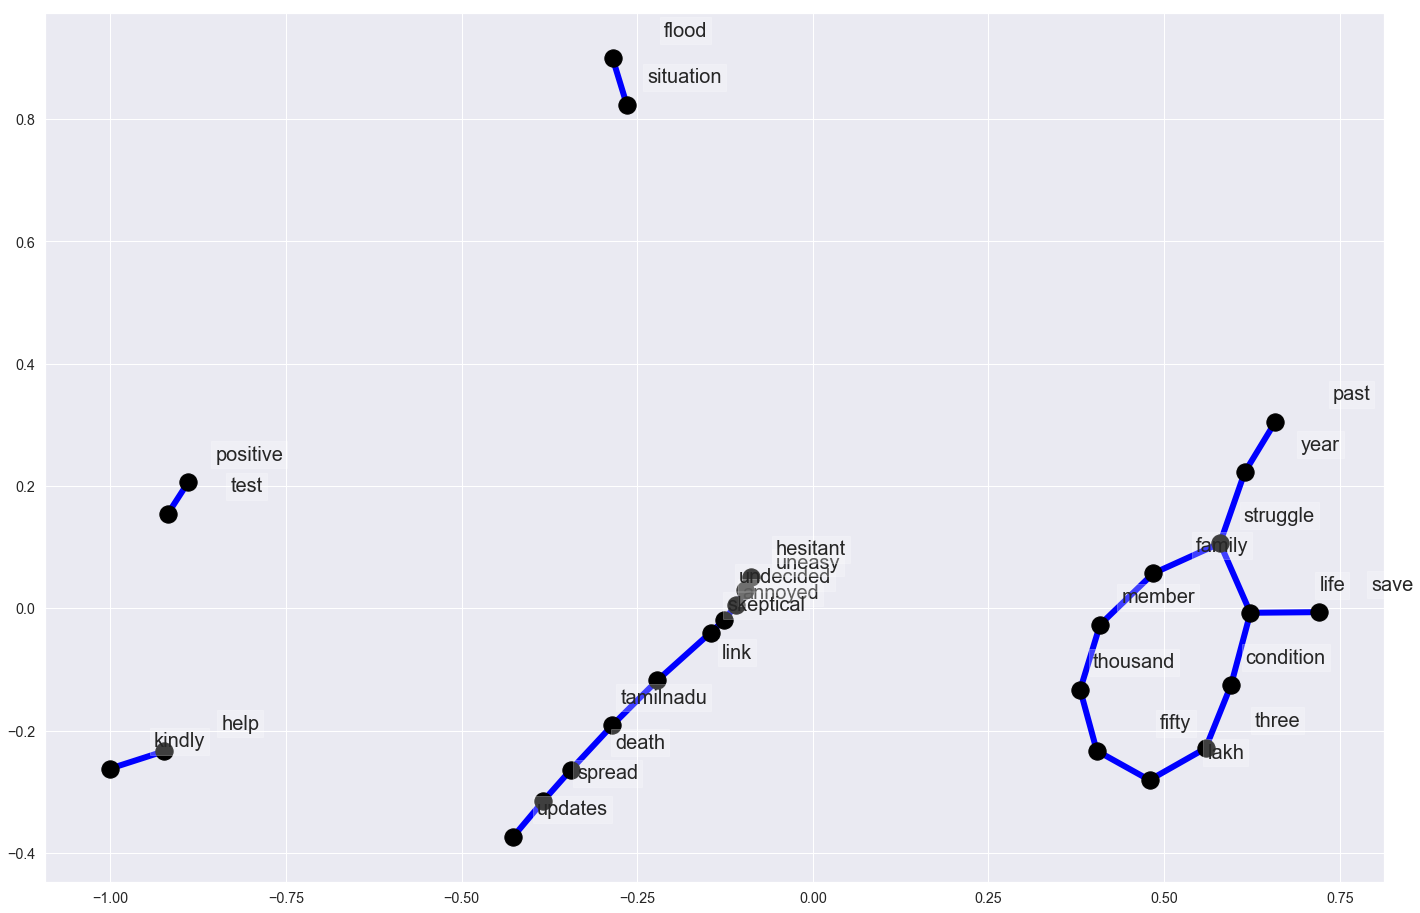 flood
situation
0.8
0.6
0.4
past
year
positive
test
0.2
struggle
family
hesitant
uneasy
undecided
annoyed
skeptical
life
save
member
0.0
link
thousand
condition
tamilnadu
help
kindly
fifty
three
death
lakh
−0.2
spread
updates
−0.4
−1.00 −0.75 −0.50 −0.25 0.00 0.25 0.50 0.75